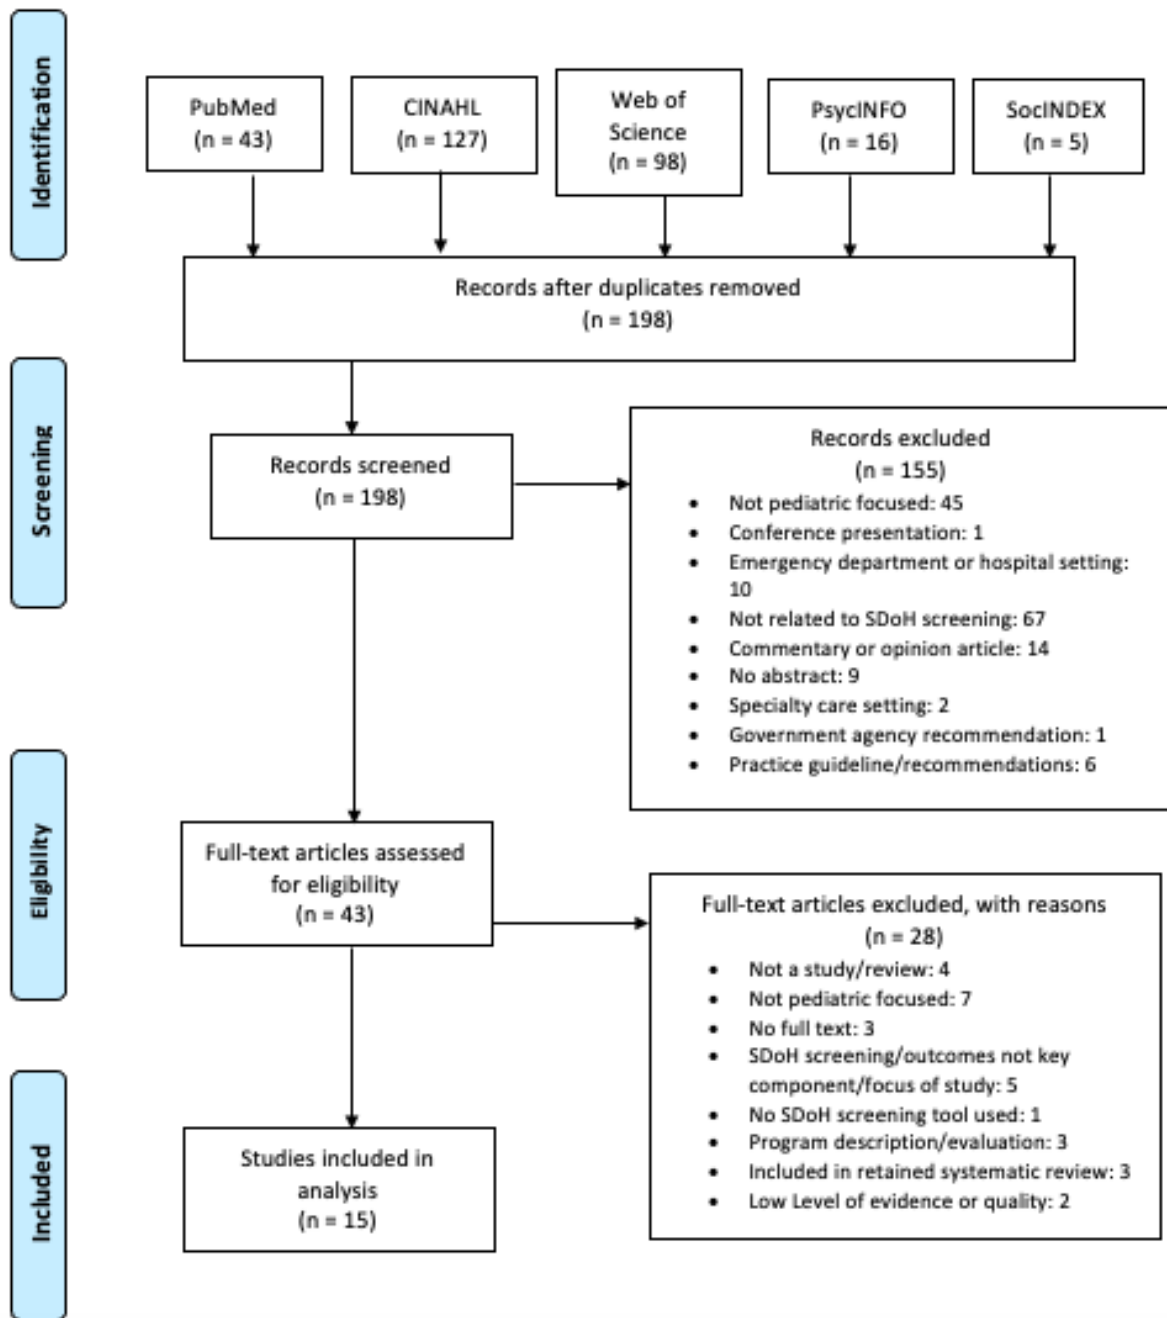 Identification
PubMed
(n = 43)
CINAHL
(n = 127)
Web of
Science
(n = 98)
PsycINFO
(n = 16)
SocINDEX
(n = 5)
Records after duplicates removed
(n = 198)
Screening
Records screened
(n = 198)
Records excluded
(n = 155)
• Not pediatric focused: 45
• Conference presentation: 1
• Emergency department or hospital setting:
10
• Not related to SDoH screening: 67
• Commentary or opinion article: 14
• No abstract: 9
• Specialty care setting: 2
• Government agency recommendation: 1
• Practice guideline/recommendations: 6
Eligibility
Full-text articles assessed
for eligibility
(n = 43)
Full-text articles excluded, with reasons
(n = 28)
• Not a study/review: 4
• Not pediatric focused: 7
• No full text: 3
• SDoH screening/outcomes not key
component/focus of study: 5
• No SDoH screening tool used: 1
• Program description/evaluation: 3
• Included in retained systematic review: 3
• Low Level of evidence or quality: 2
Included
Studies included in
analysis
(n = 15)